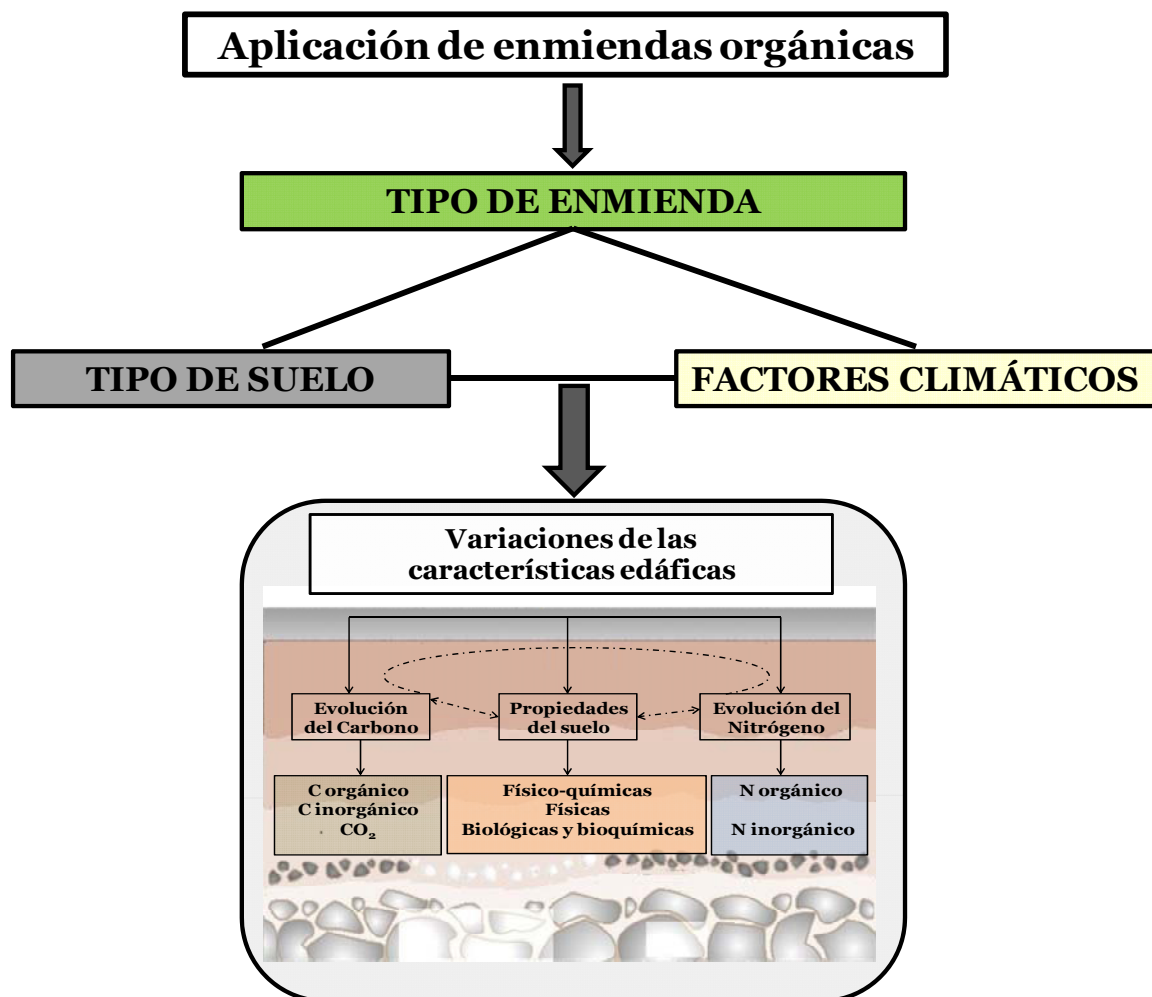 Aplicación de enmiendas orgánicas
TIPO DE ENMIENDA
TIPO DE SUELO
FACTORES CLIMÁTICOS
Variaciones de las
características edáficas
Evolución
del Carbono
Propiedades
del suelo
Evolución del
Nitrógeno
C orgánico
C inorgánico
CO₂
Físico-químicas
Físicas
Biológicas y bioquímicas
N orgánico
N inorgánico